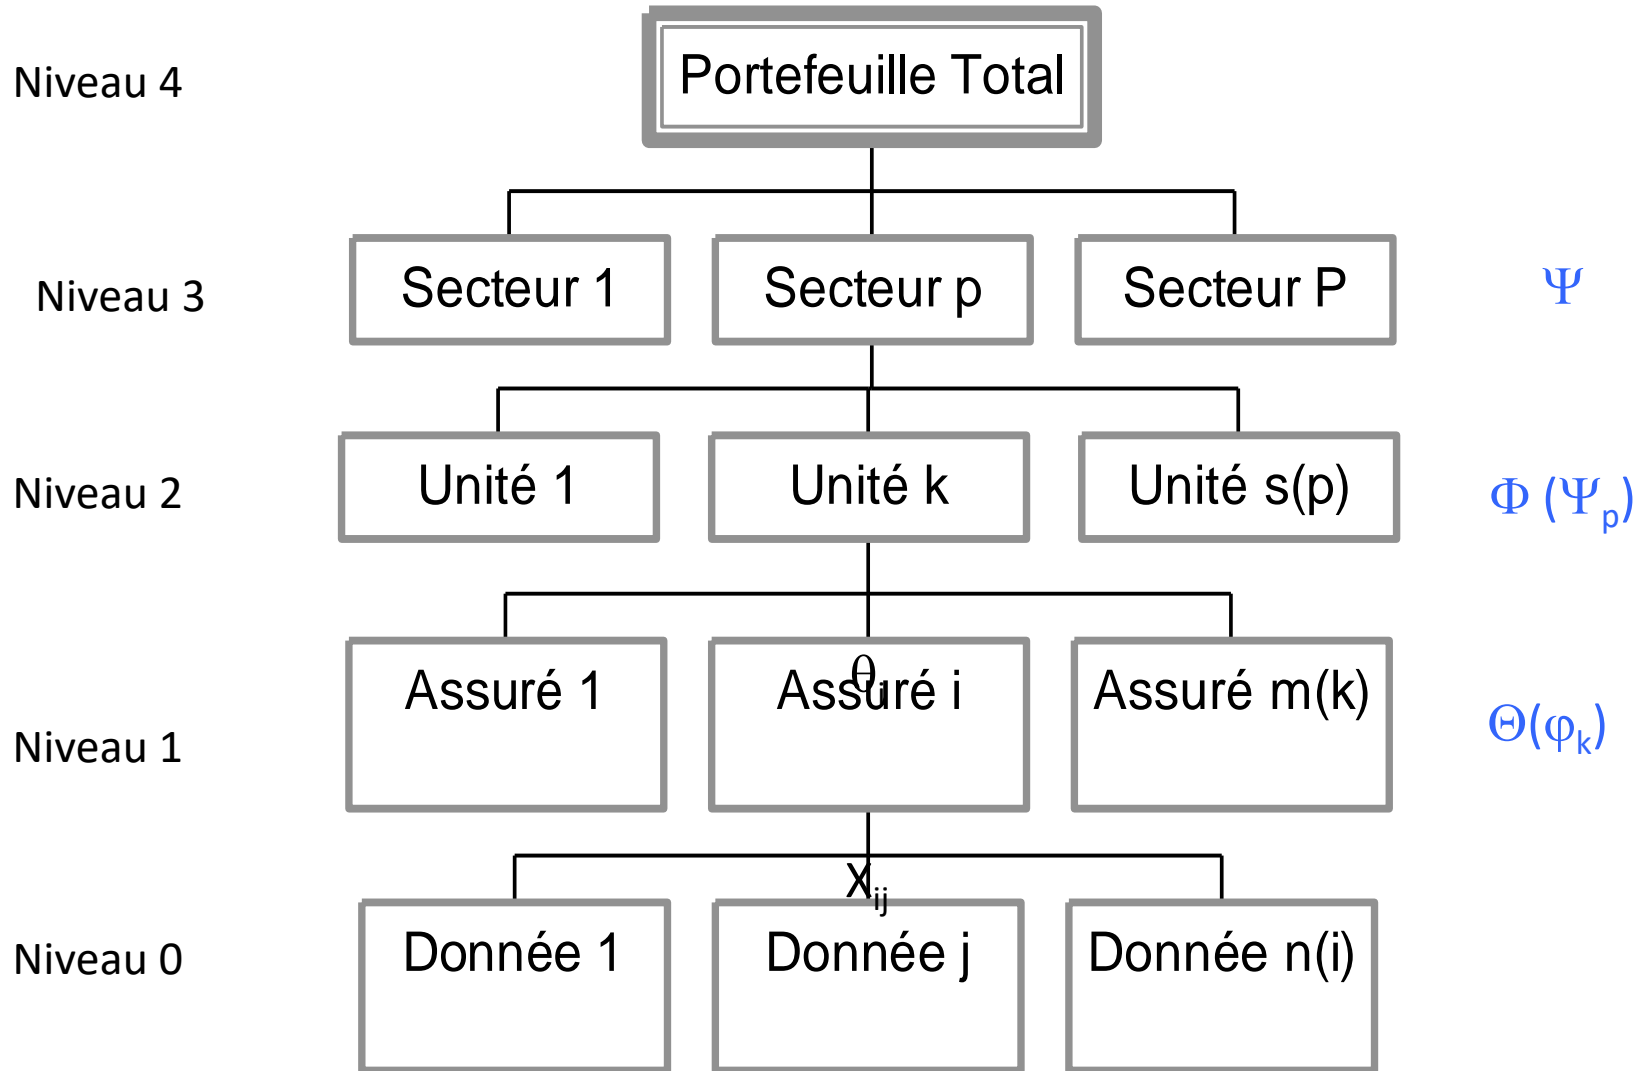 Niveau 4
Portefeuille Total
Niveau 3
Secteur 1
Secteur p
Secteur P
Ψ
Niveau 2
Unité 1
Unité k
Unité s(p)
Φ (Ψp)
Niveau 1
Assuré 1
θi
Assuré i
Assuré m(k)
Θ(φk)
Xij
Niveau 0
Donnée 1
Donnée j
Donnée n(i)